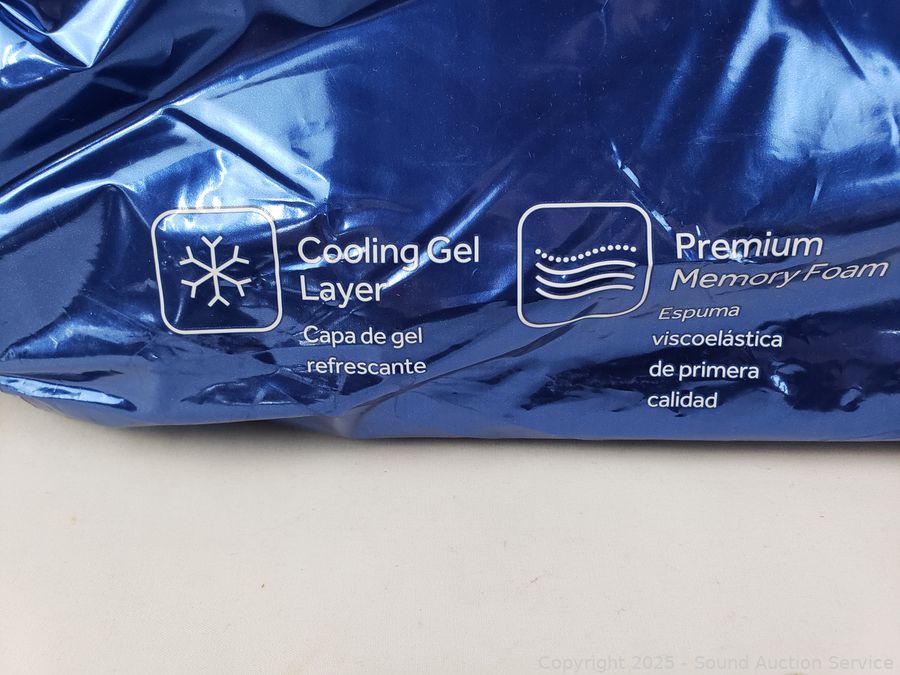 Cooling Gel
Layer
Capa de gel
refrescante
Premium
Memory Foam
Espuma
viscoelástica
de primera
calidad
Copyright 2025 - Sound Auction Service